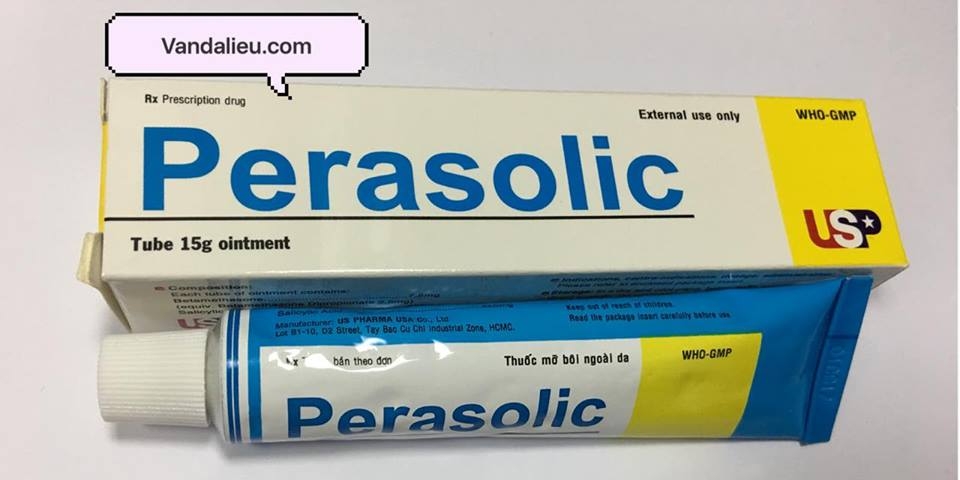 Vandalieu.com
Rx Prescription drug
External use only
WHO-GMP
Perasolic
USP
Tube 15g ointment
Composition:
Each tube of ointment contains:
Betamethasone
Salicylic
Manufacturer: US PHARMA USA Co., Ltd
Lot B1-10, D2 Street, Tay Bac Cu Chi Industrial Zone, HCMC.
Keep out of reach of children.
Read the package insert carefully before use.
bán theo đơn
Thuốc mỡ bôi ngoài da
WHO-GMP
Perasolic